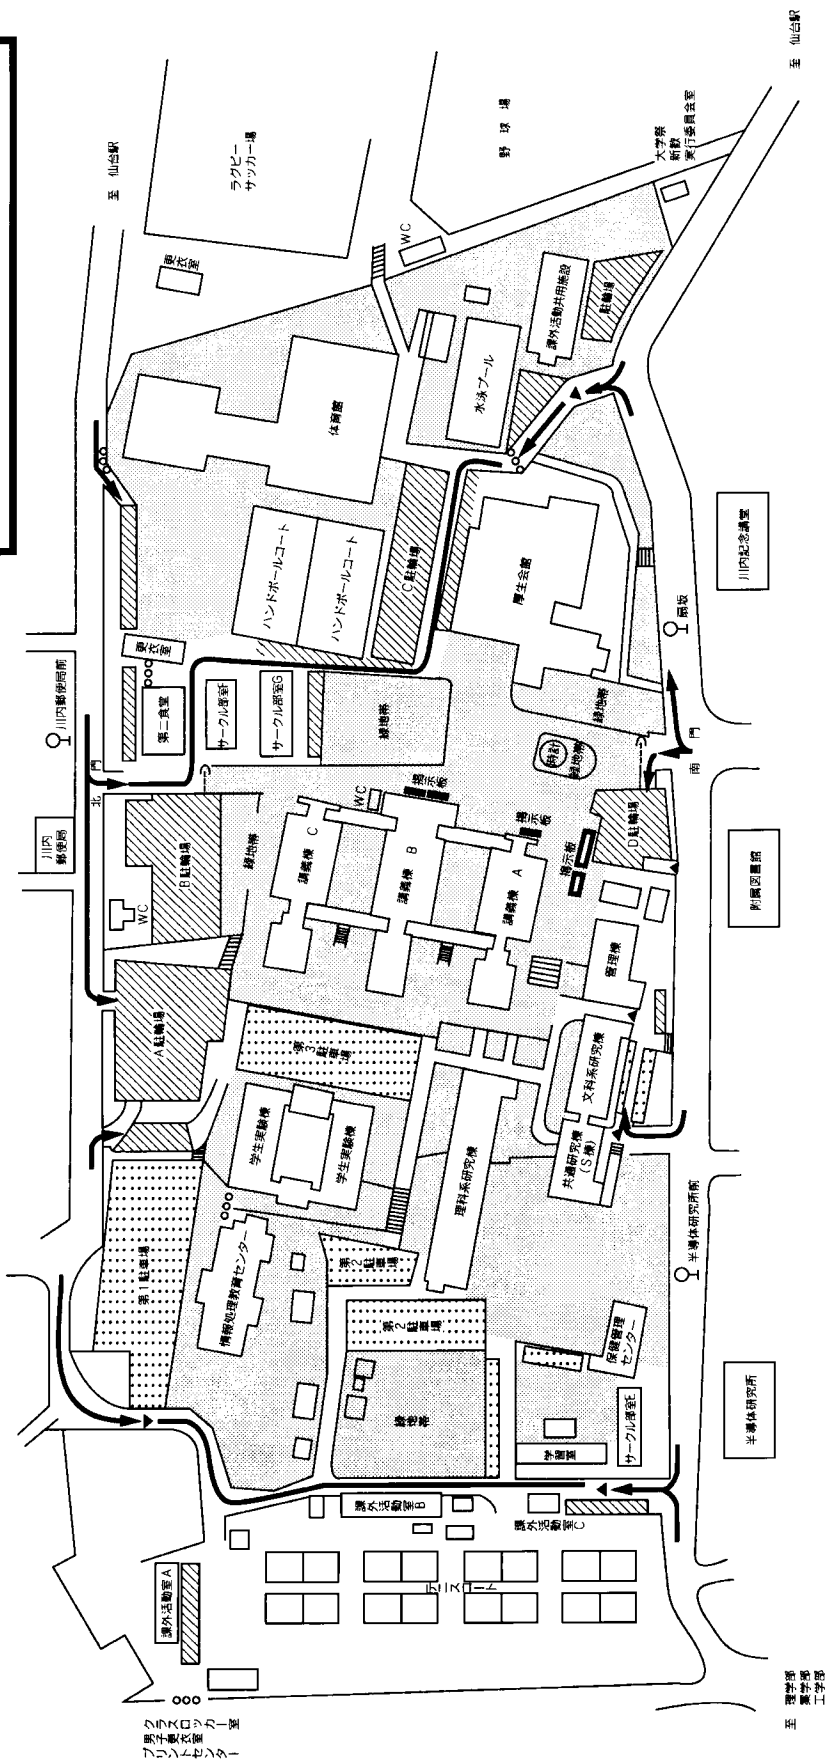 至 仙台駅
至 仙台駅
ラグビー
サッカー場
野球場
大学祭
新歓
実行委員会室
更衣室
WC
課外活動共用施設
駐輪場
水泳プール
体育館
ハンドボールコート
ハンドボールコート
C駐輪場
厚生会館
川内記念講堂
扇坂
更衣室
第二食堂
サークル部室F
サークル部室G
緑地帯
緑地帯
時計
緑地帯
川内郵便局前
川内
郵便局
北門
南門
B駐輪場
WC
緑地帯
講義棟 C
WC
掲示板
講義棟 B
掲示板
講義棟 A
掲示板
D駐輪場
附属図書館
管理棟
A駐輪場
第3駐車場
文科系研究棟
共通研究棟
(S棟)
学生実験棟
学生実験棟
理科系研究棟
半導体研究所前
第1駐車場
情報処理教育センター
第2駐車場
第2駐車場
保健管理
センター
緑地帯
学習室
サークル部室E
半導体研究所
課外活動室B
課外活動室C
テニスコート
課外活動室A
クラスロッカー室
男子更衣室
プリントセンター
至 理学部
薬学部
工学部